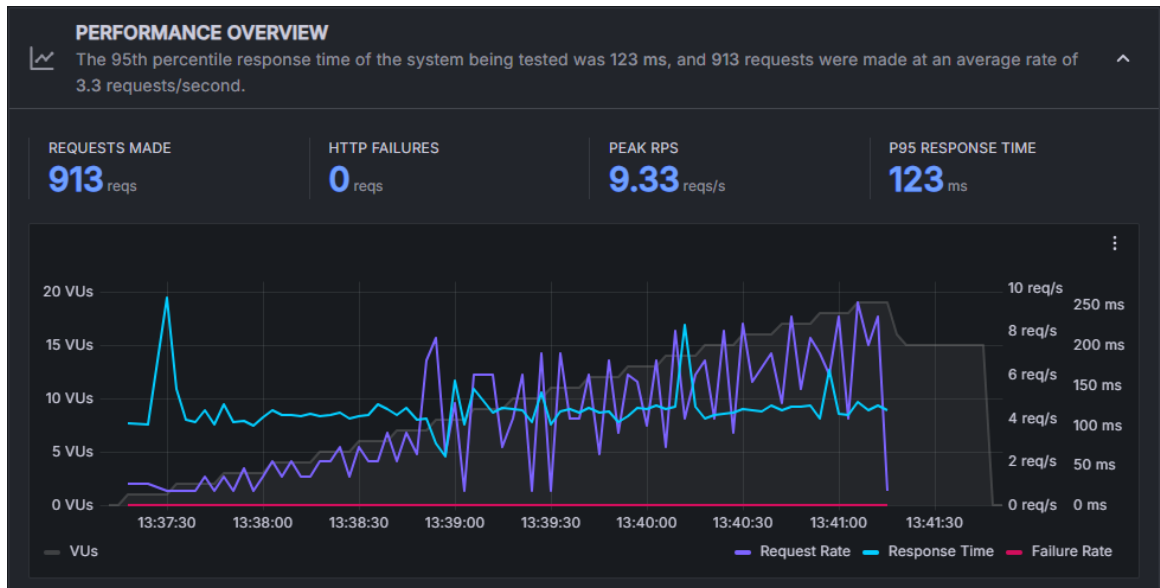 PERFORMANCE OVERVIEW
The 95th percentile response time of the system being tested was 123 ms, and 913 requests were made at an average rate of
3.3 requests/second.
REQUESTS MADE
913 reqs
HTTP FAILURES
0 reqs
PEAK RPS
9.33 reqs/s
P95 RESPONSE TIME
123 ms
20 VUs
15 VUs
10 VUs
5 VUs
0 VUs
10 req/s
8 req/s
6 req/s
4 req/s
2 req/s
0 req/s
250 ms
200 ms
150 ms
100 ms
50 ms
0 ms
13:37:30 13:38:00 13:38:30 13:39:00 13:39:30 13:40:00 13:40:30 13:41:00 13:41:30
VUs
Request Rate Response Time Failure Rate